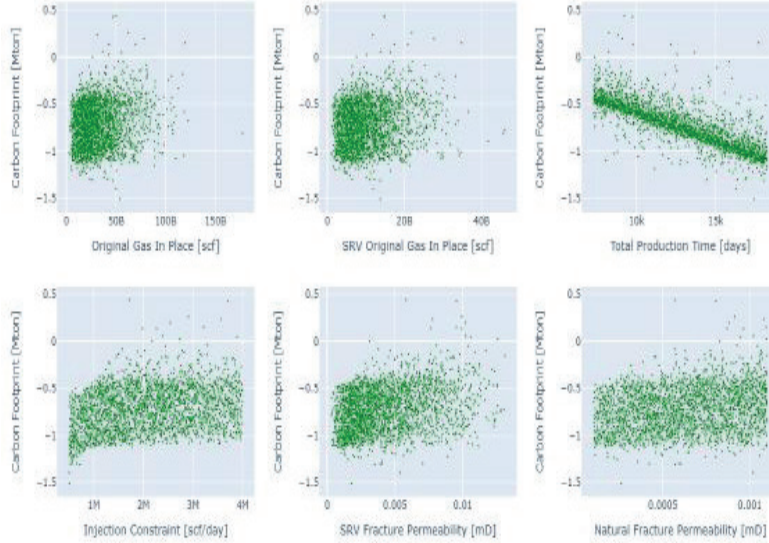 0.5
0
−0.5
−1
−1.5
Carbon Footprint [Mton]
0
50B
100B
150B
Original Gas In Place [scf]
0.5
0
−0.5
−1
−1.5
Carbon Footprint [Mton]
0
20B
40B
SRV Original Gas In Place [scf]
0.5
0
−0.5
−1
−1.5
Carbon Footprint [Mton]
10k
15k
Total Production Time [days]
0.5
0
−0.5
−1
−1.5
Carbon Footprint [Mton]
1M
2M
3M
4M
Injection Constraint [scf/day]
0.5
0
−0.5
−1
−1.5
Carbon Footprint [Mton]
0
0.005
0.01
SRV Fracture Permeability [mD]
0.5
0
−0.5
−1
−1.5
Carbon Footprint [Mton]
0.0005
0.001
Natural Fracture Permeability [mD]